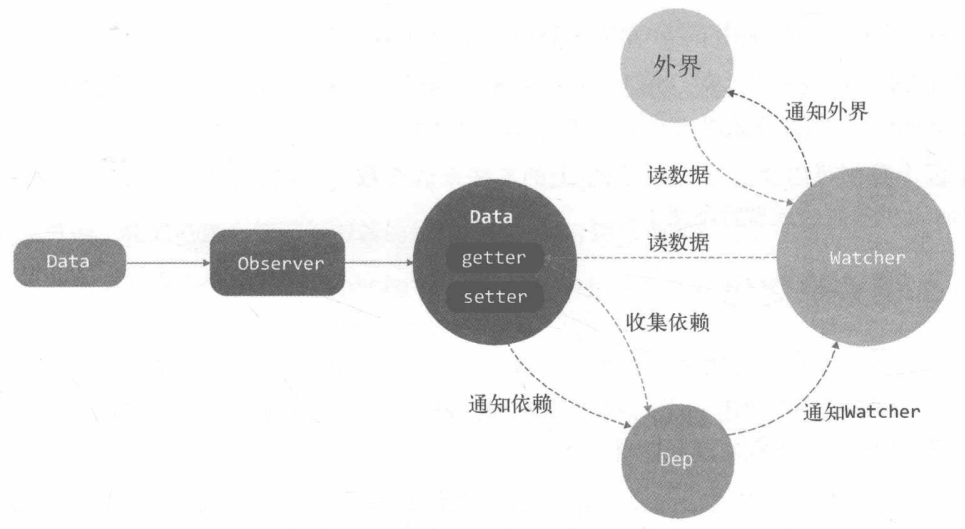 外界
通知外界
读数据
Data
读数据
getter
Watcher
Data
Observer
setter
收集依赖
通知依赖
通知Watcher
Dep